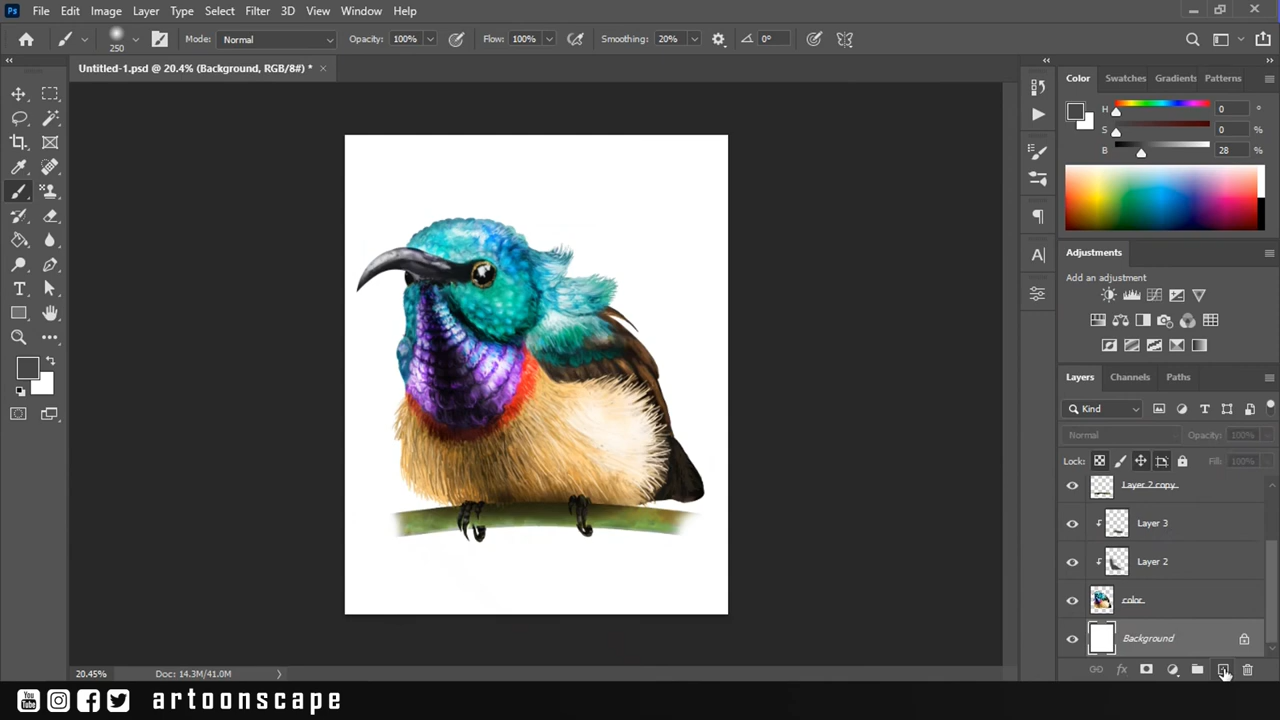 Ps File Edit Image Layer Type Select Filter 3D View Window Help
250 Mode: Normal Opacity: 100% Flow: 100% Smoothing: 20% 0°
Untitled-1.psd @ 20.4% (Background, RGB/8#) *
Color Swatches Gradients Patterns
H 0 °
S 0 %
B 28 %
Adjustments
Add an adjustment
Layers Channels Paths
Kind
Normal Opacity: 100%
Lock: Fill: 100%
Layer 2 copy
Layer 3
Layer 2
color
Background
fx
20.45% Doc: 14.3M/41.0M
You Tube artoonscape